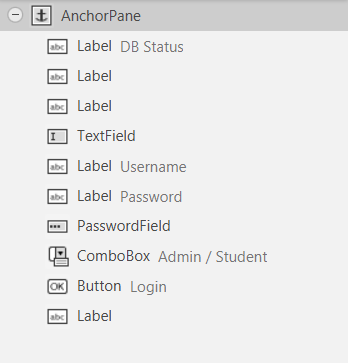 AnchorPane
abc Label DB Status
abc Label
abc Label
TextField
abc Label Username
abc Label Password
PasswordField
ComboBox Admin / Student
OK Button Login
abc Label